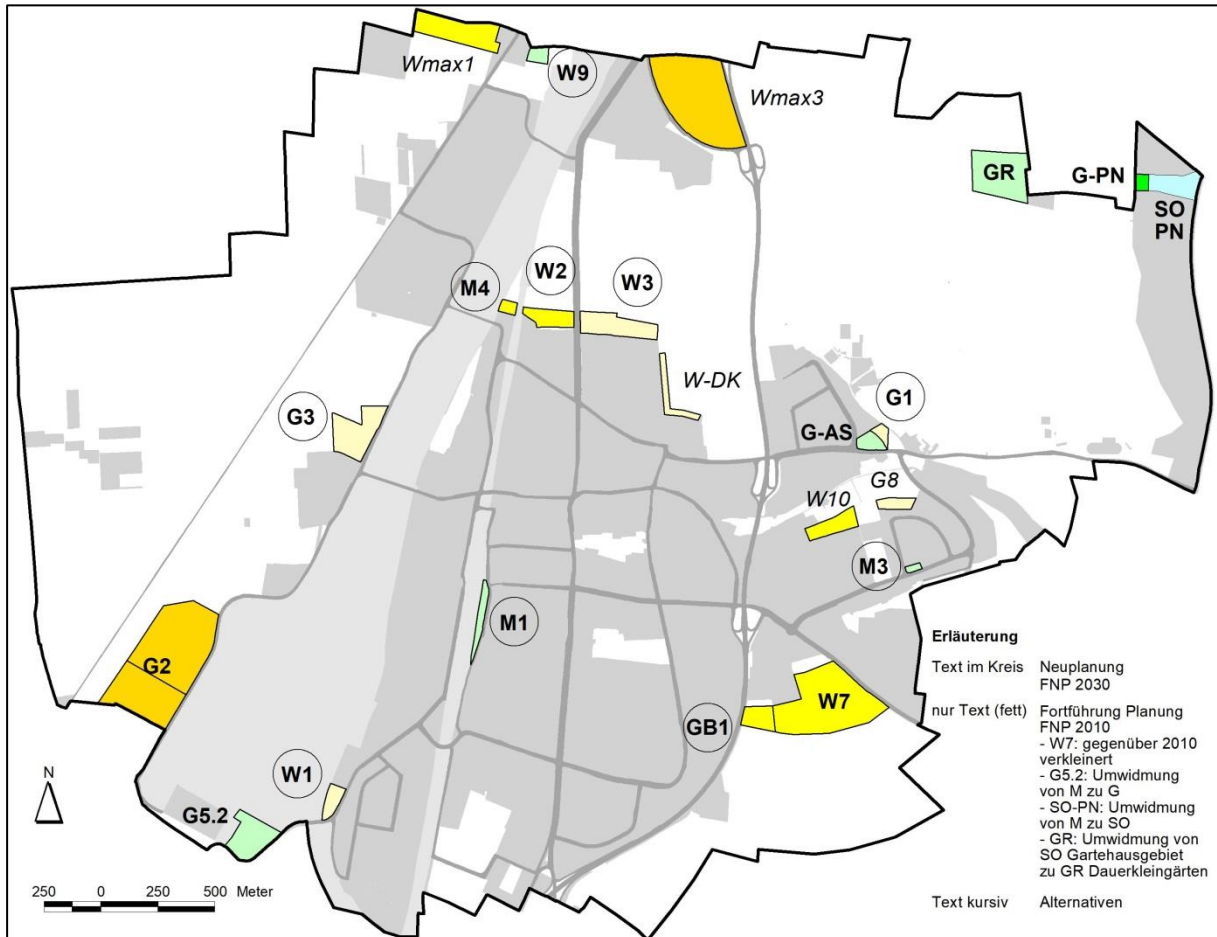 Wmax1
W9
Wmax3
GR
G-PN
SO
PN
M4
W2
W3
W-DK
G3
G1
G-AS
G8
W10
M3
M1
G2
W7
GB1
W1
G5.2
N
250 0 250 500 Meter
Erläuterung
Text im Kreis Neuplanung
FNP 2030
nur Text (fett) Fortführung Planung
FNP 2010
- W7: gegenüber 2010
verkleinert
- G5.2: Umwidmung
von M zu G
- SO-PN: Umwidmung
von M zu SO
- GR: Umwidmung von
SO Gartehausgebiet
zu GR Dauerkleingärten
Text kursiv Alternativen